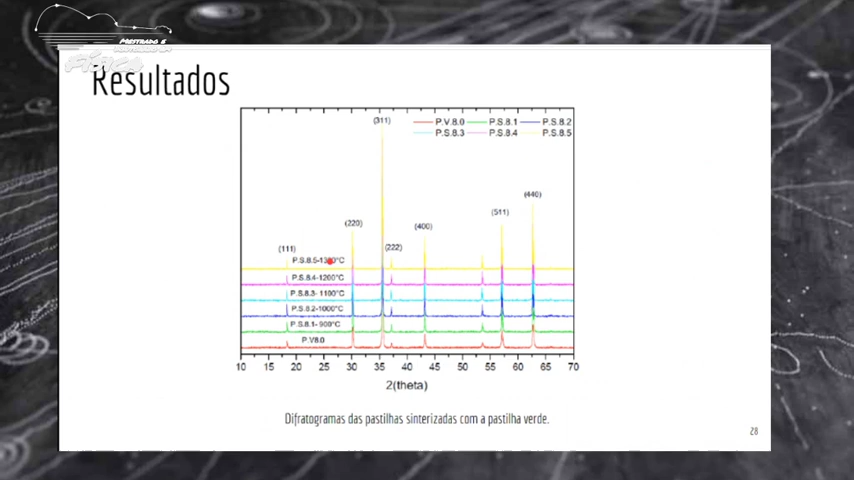 MESTRADO E
FÍSICA
Resultados
(311)
P.V.8.0 P.S.8.1 P.S.8.2
P.S.8.3 P.S.8.4 P.S.8.5
(440)
(511)
(220)
(400)
(111)
(222)
P.S.8.4-1200°C
P.S.8.3-1100°C
P.S.8.2-1000°C
P.S.8.1-900°C
P.V8.0
10 15 20 25 30 35 40 45 50 55 60 65 70
2(theta)
Difratogramas das pastilhas sinterizadas com a pastilha verde.
28